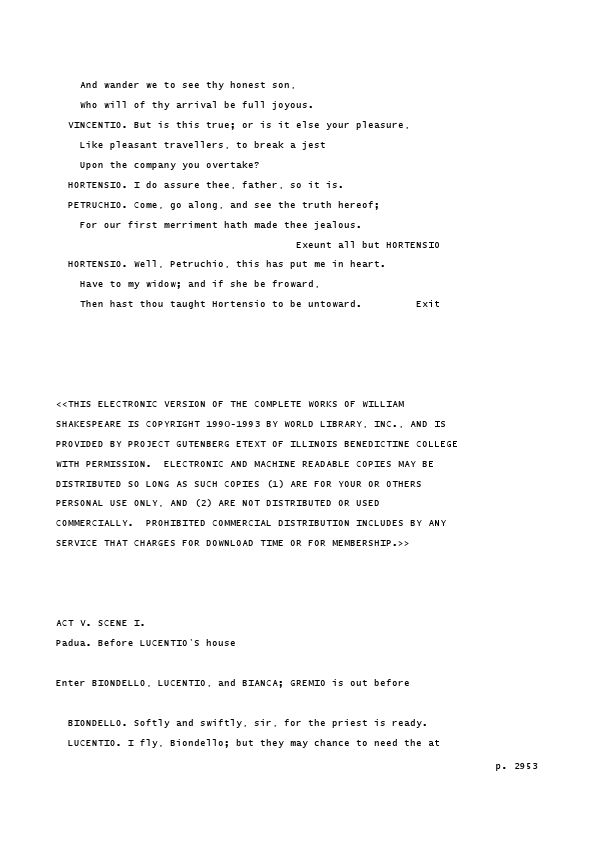 And wander we to see thy honest son,
Who will of thy arrival be full joyous.
VINCENTIO. But is this true; or is it else your pleasure,
Like pleasant travellers, to break a jest
Upon the company you overtake?
HORTENSIO. I do assure thee, father, so it is.
PETRUCHIO. Come, go along, and see the truth hereof;
For our first merriment hath made thee jealous.
Exeunt all but HORTENSIO
HORTENSIO. Well, Petruchio, this has put me in heart.
Have to my widow; and if she be froward,
Then hast thou taught Hortensio to be untoward. Exit
<<THIS ELECTRONIC VERSION OF THE COMPLETE WORKS OF WILLIAM
SHAKESPEARE IS COPYRIGHT 1990-1993 BY WORLD LIBRARY, INC., AND IS
PROVIDED BY PROJECT GUTENBERG ETEXT OF ILLINOIS BENEDICTINE COLLEGE
WITH PERMISSION. ELECTRONIC AND MACHINE READABLE COPIES MAY BE
DISTRIBUTED SO LONG AS SUCH COPIES (1) ARE FOR YOUR OR OTHERS
PERSONAL USE ONLY, AND (2) ARE NOT DISTRIBUTED OR USED
COMMERCIALLY. PROHIBITED COMMERCIAL DISTRIBUTION INCLUDES BY ANY
SERVICE THAT CHARGES FOR DOWNLOAD TIME OR FOR MEMBERSHIP.>>
ACT V. SCENE I.
Padua. Before LUCENTIO'S house
Enter BIONDELLO, LUCENTIO, and BIANCA; GREMIO is out before
BIONDELLO. Softly and swiftly, sir, for the priest is ready.
LUCENTIO. I fly, Biondello; but they may chance to need the at
p. 2953